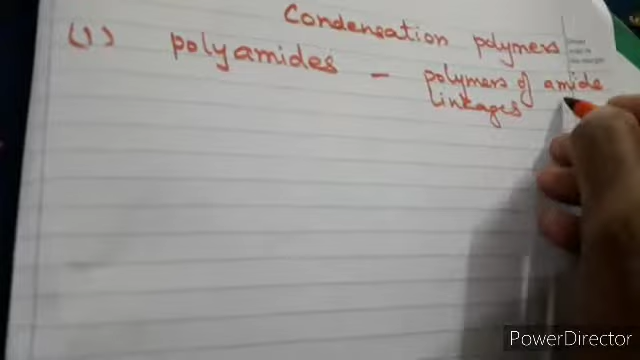 Condensation polymers
(1) polyamides - polymers of amide
linkages
PowerDirector